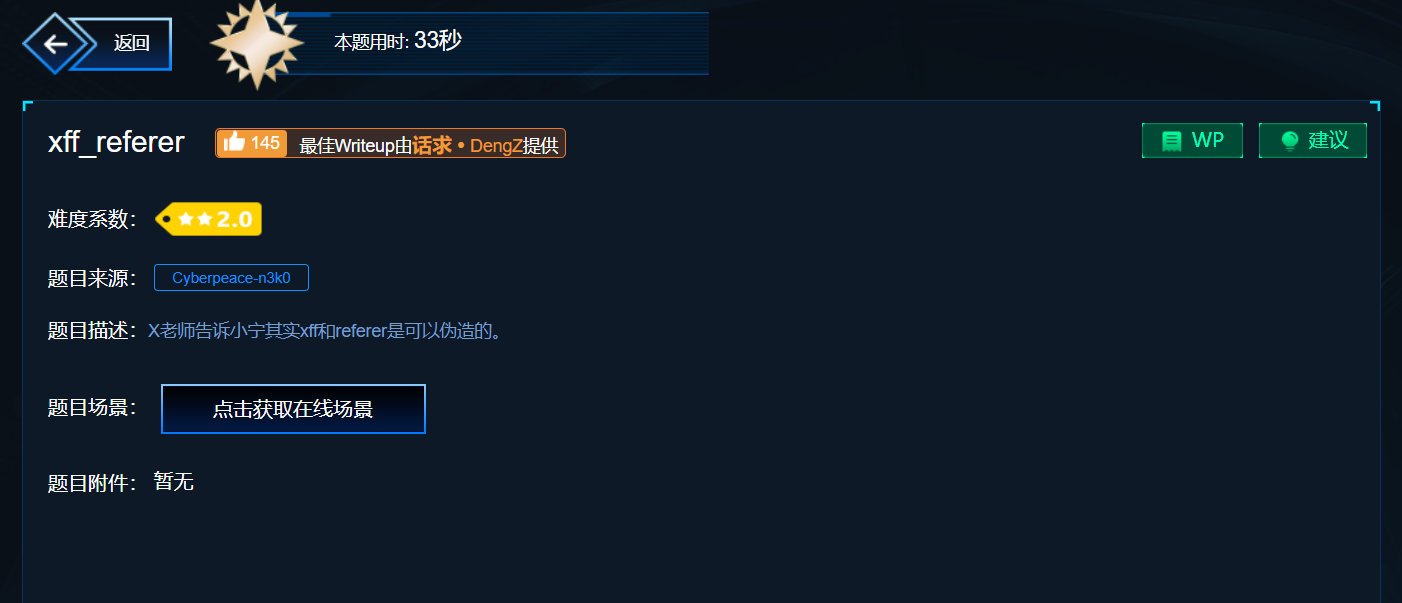 返回
本题用时: 33秒
xff_referer 145 最佳Writeup由话求 • DengZ提供 WP 建议
难度系数： 2.0
题目来源： Cyberpeace-n3k0
题目描述： X老师告诉小宁其实xff和referer是可以伪造的。
题目场景： 点击获取在线场景
题目附件： 暂无